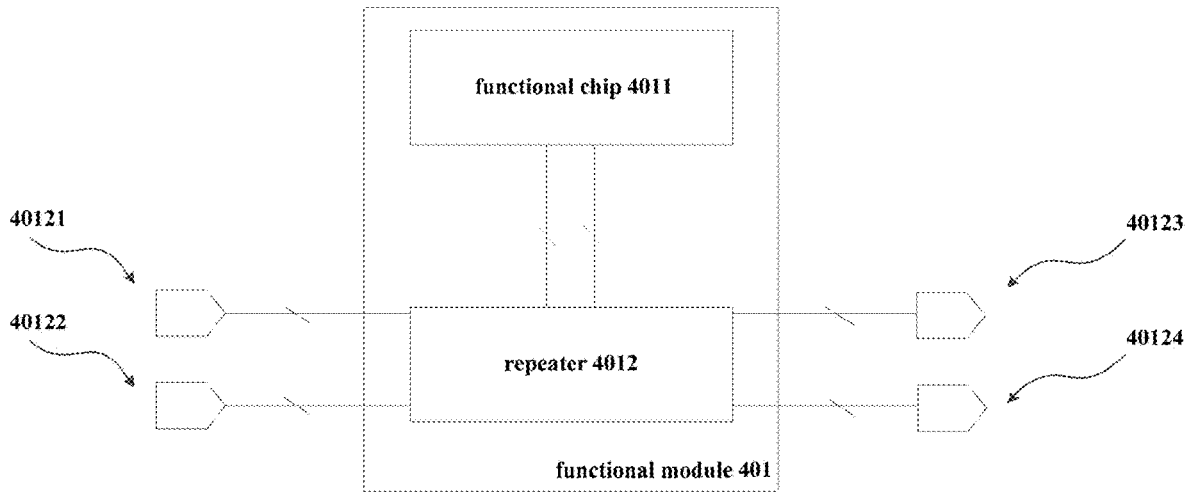 functional chip 4011
40121
40123
40122
40124
repeater 4012
functional module 401